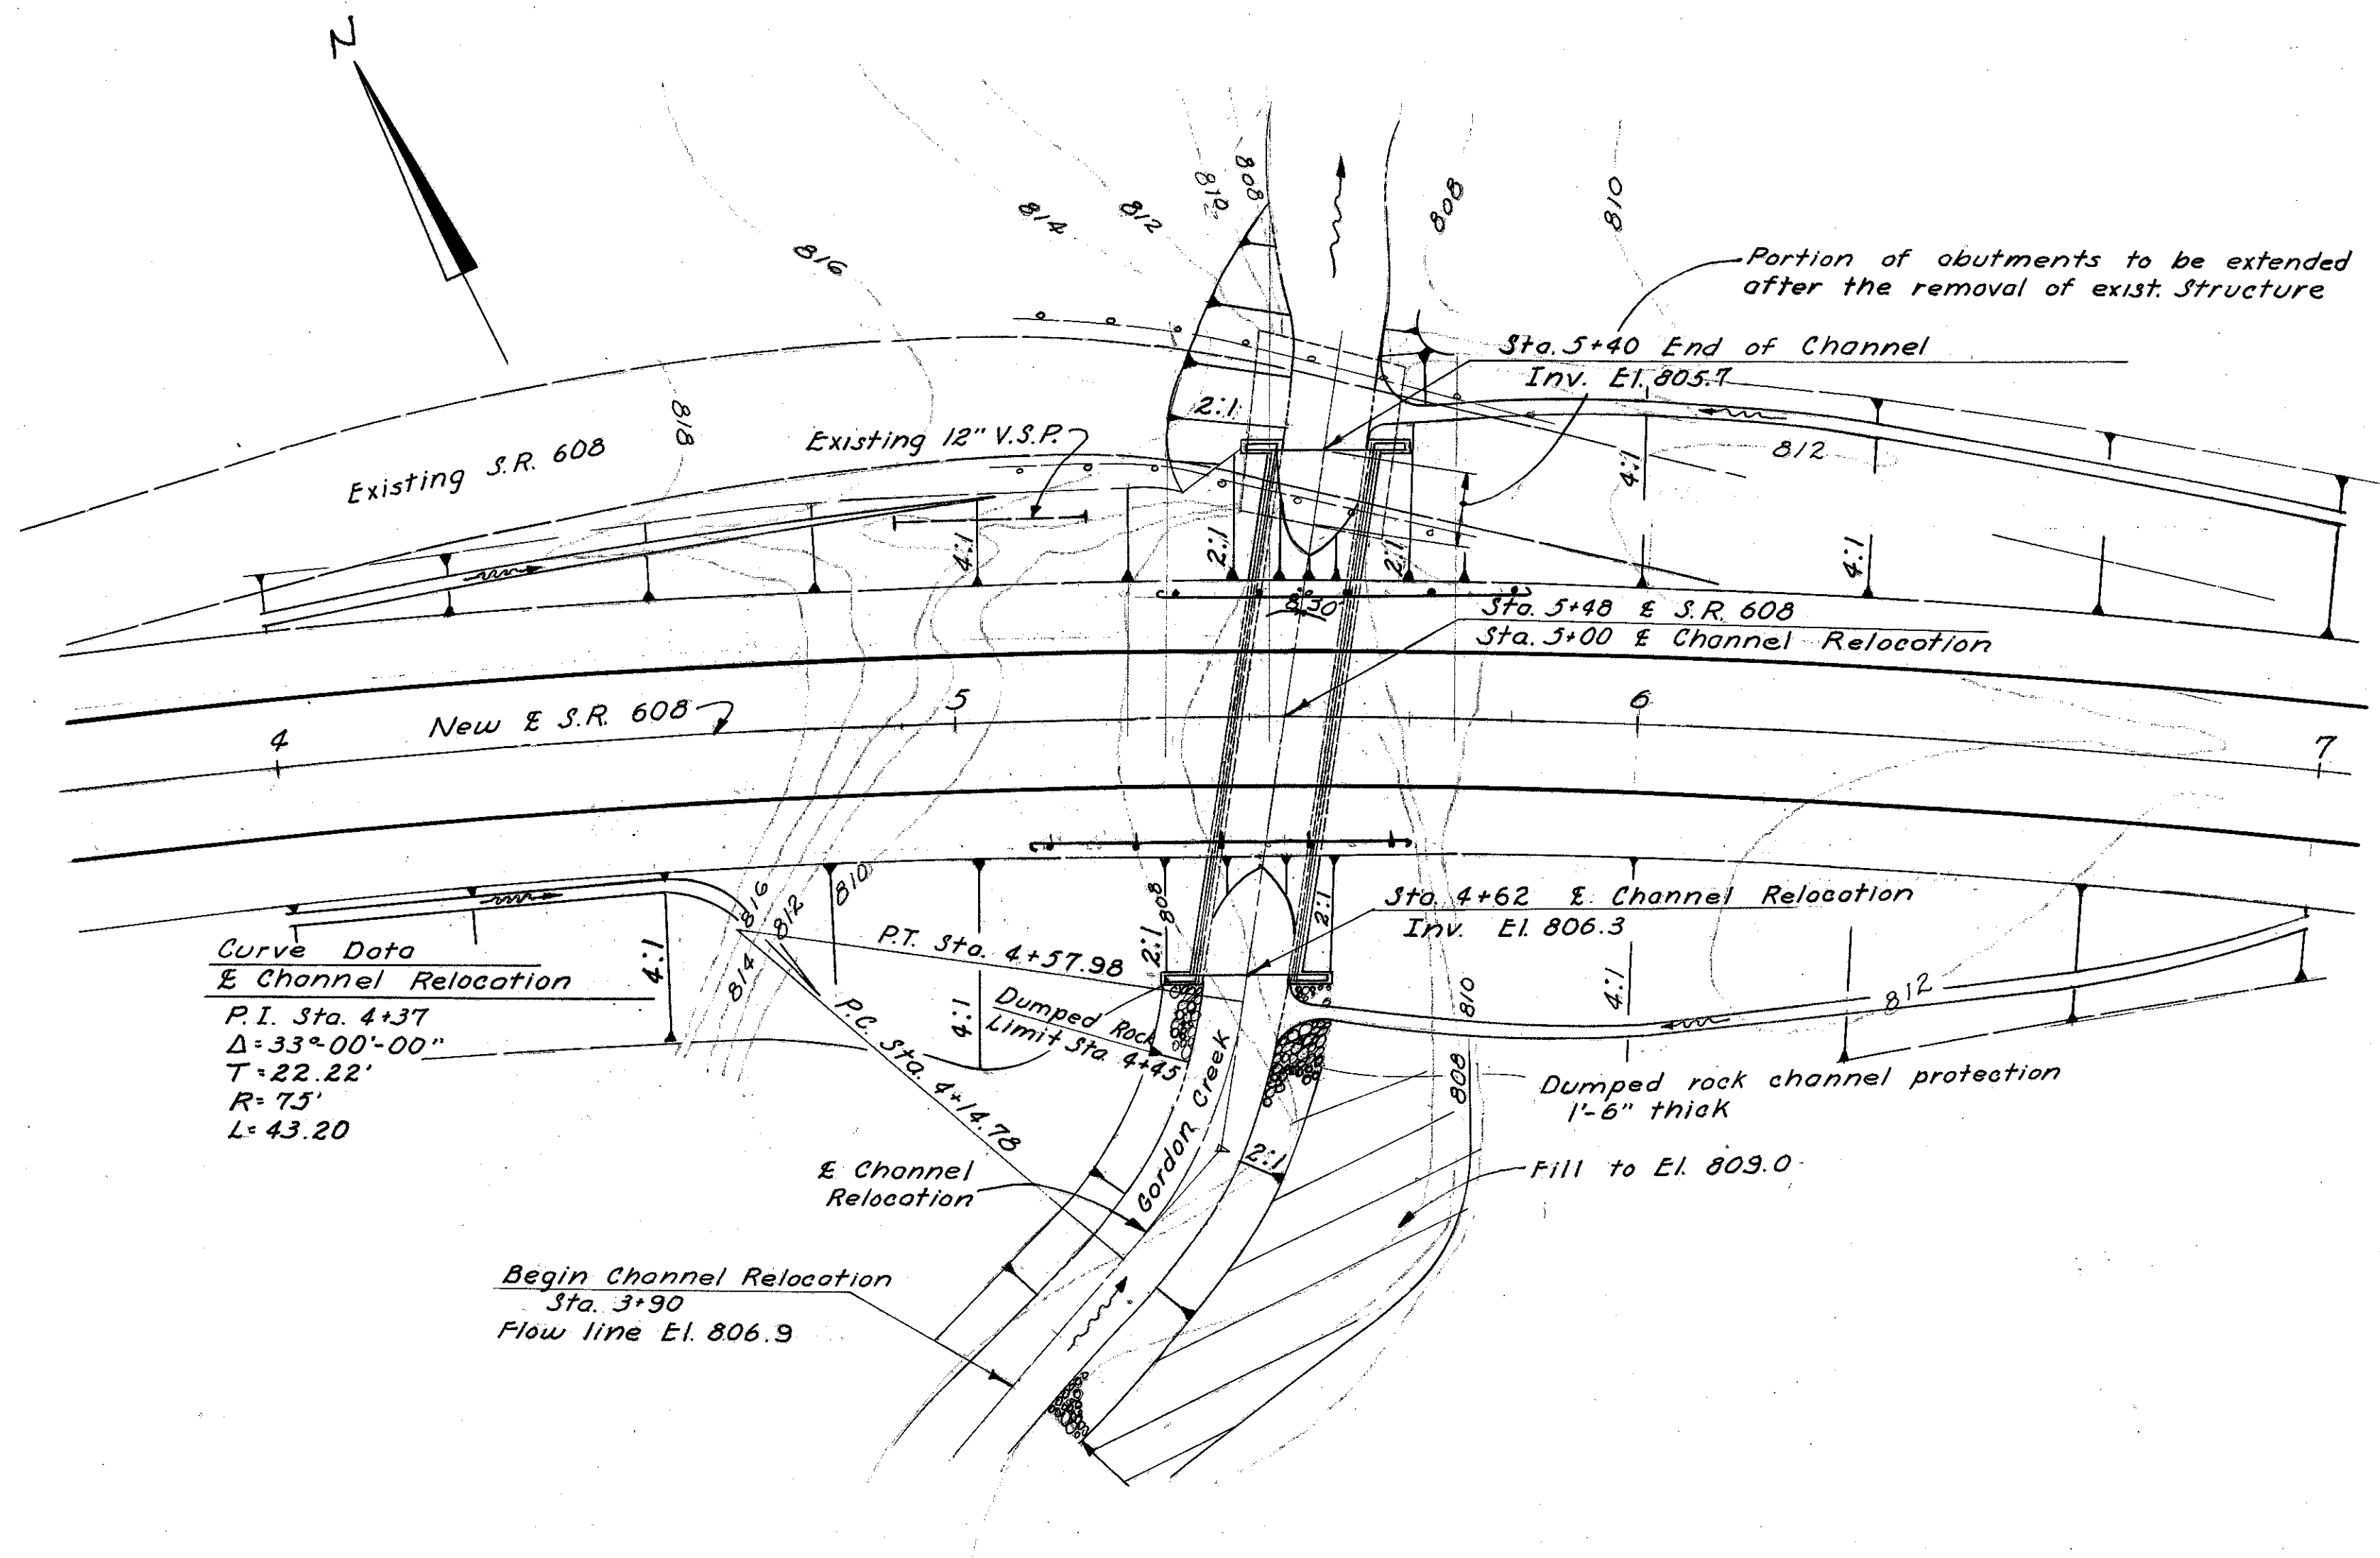 N
808
810
812
814
816
808
810
Portion of abutments to be extended
after the removal of exist. Structure
Sta. 5+40 End of Channel
Inv. El. 805.7
2:1
818
Existing 12" V.S.P.
Existing S.R. 608
812
4:1
4:1
2:1
2:1
4:1
8°30'
Sta. 5+48 ℄ S.R. 608
Sta. 5+00 ℄ Channel Relocation
New ℄ S.R. 608
4
5
6
7
816
812
810
814
808
2:1
2:1
Sta. 4+62 ℄ Channel Relocation
Inv. El. 806.3
P.T. Sta. 4+57.98
Curve Data
℄ Channel Relocation
P.I. Sta. 4+37
Δ=33°-00'-00"
T=22.22'
R=75'
L=43.20
4:1
4:1
Dumped Rock
Limit Sta. 4+45
P.C. Sta. 4+14.78
810
4:1
812
808
Dumped rock channel protection
1'-6" thick
Gordon Creek
2:1
Fill to El. 809.0
℄ Channel
Relocation
Begin Channel Relocation
Sta. 3+90
Flow line El. 806.9